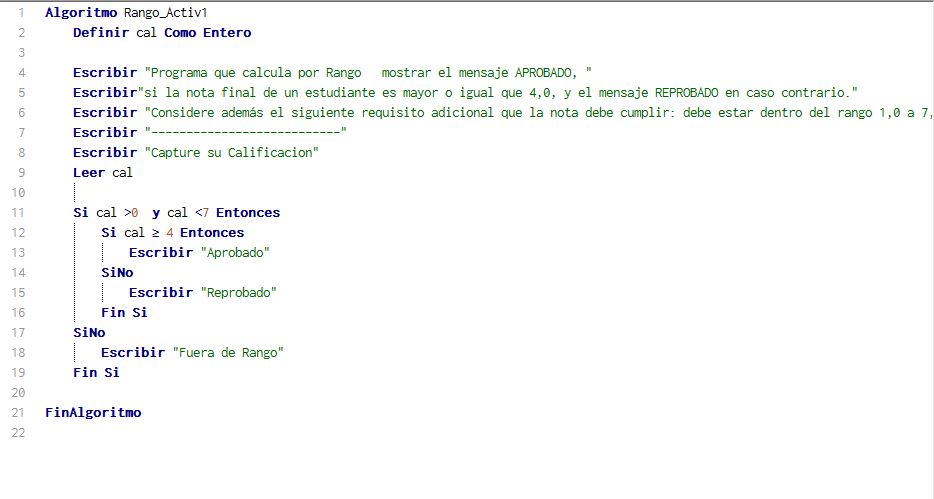 1 Algoritmo Rango_Activ1
2 Definir cal Como Entero
3
4 Escribir "Programa que calcula por Rango   mostrar el mensaje APROBADO, "
5 Escribir"si la nota final de un estudiante es mayor o igual que 4,0, y el mensaje REPROBADO en caso contrario."
6 Escribir "Considere además el siguiente requisito adicional que la nota debe cumplir: debe estar dentro del rango 1,0 a 7,
7 Escribir "---------------------------"
8 Escribir "Capture su Calificacion"
9 Leer cal
10
11 Si cal >0  y cal <7 Entonces
12 Si cal ≥ 4 Entonces
13 Escribir "Aprobado"
14 SiNo
15 Escribir "Reprobado"
16 Fin Si
17 SiNo
18 Escribir "Fuera de Rango"
19 Fin Si
20
21 FinAlgoritmo
22